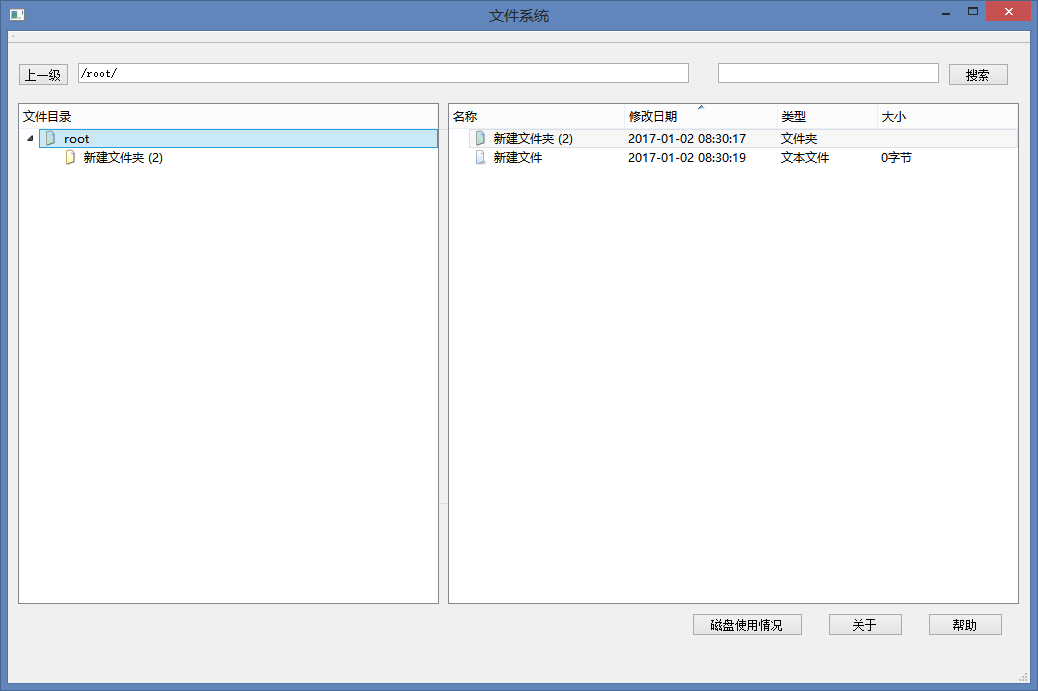 文件系统
上一级 /root/ 搜索
文件目录
root
新建文件夹 (2)
名称 修改日期 类型 大小
新建文件夹 (2) 2017-01-02 08:30:17 文件夹
新建文件 2017-01-02 08:30:19 文本文件 0字节
磁盘使用情况 关于 帮助